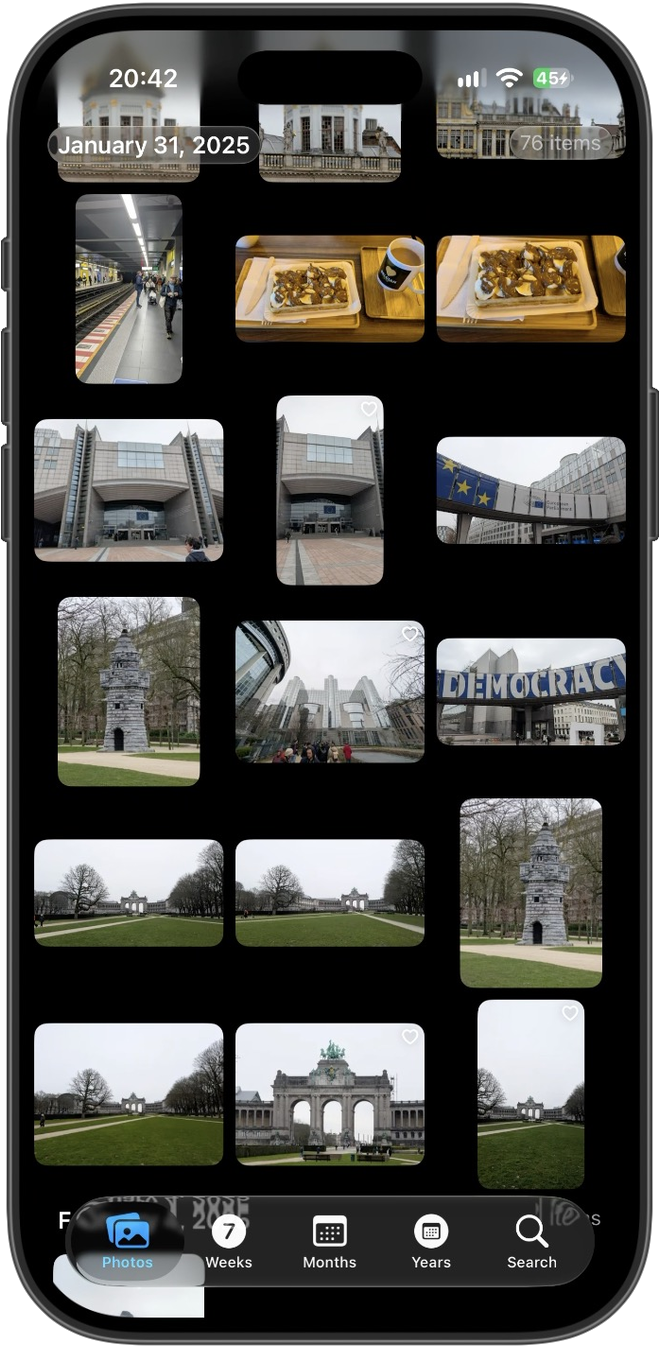 20:42
45
January 31, 2025
76 items
DEMOCRACY
7
Photos
Weeks
Months
Years
Search